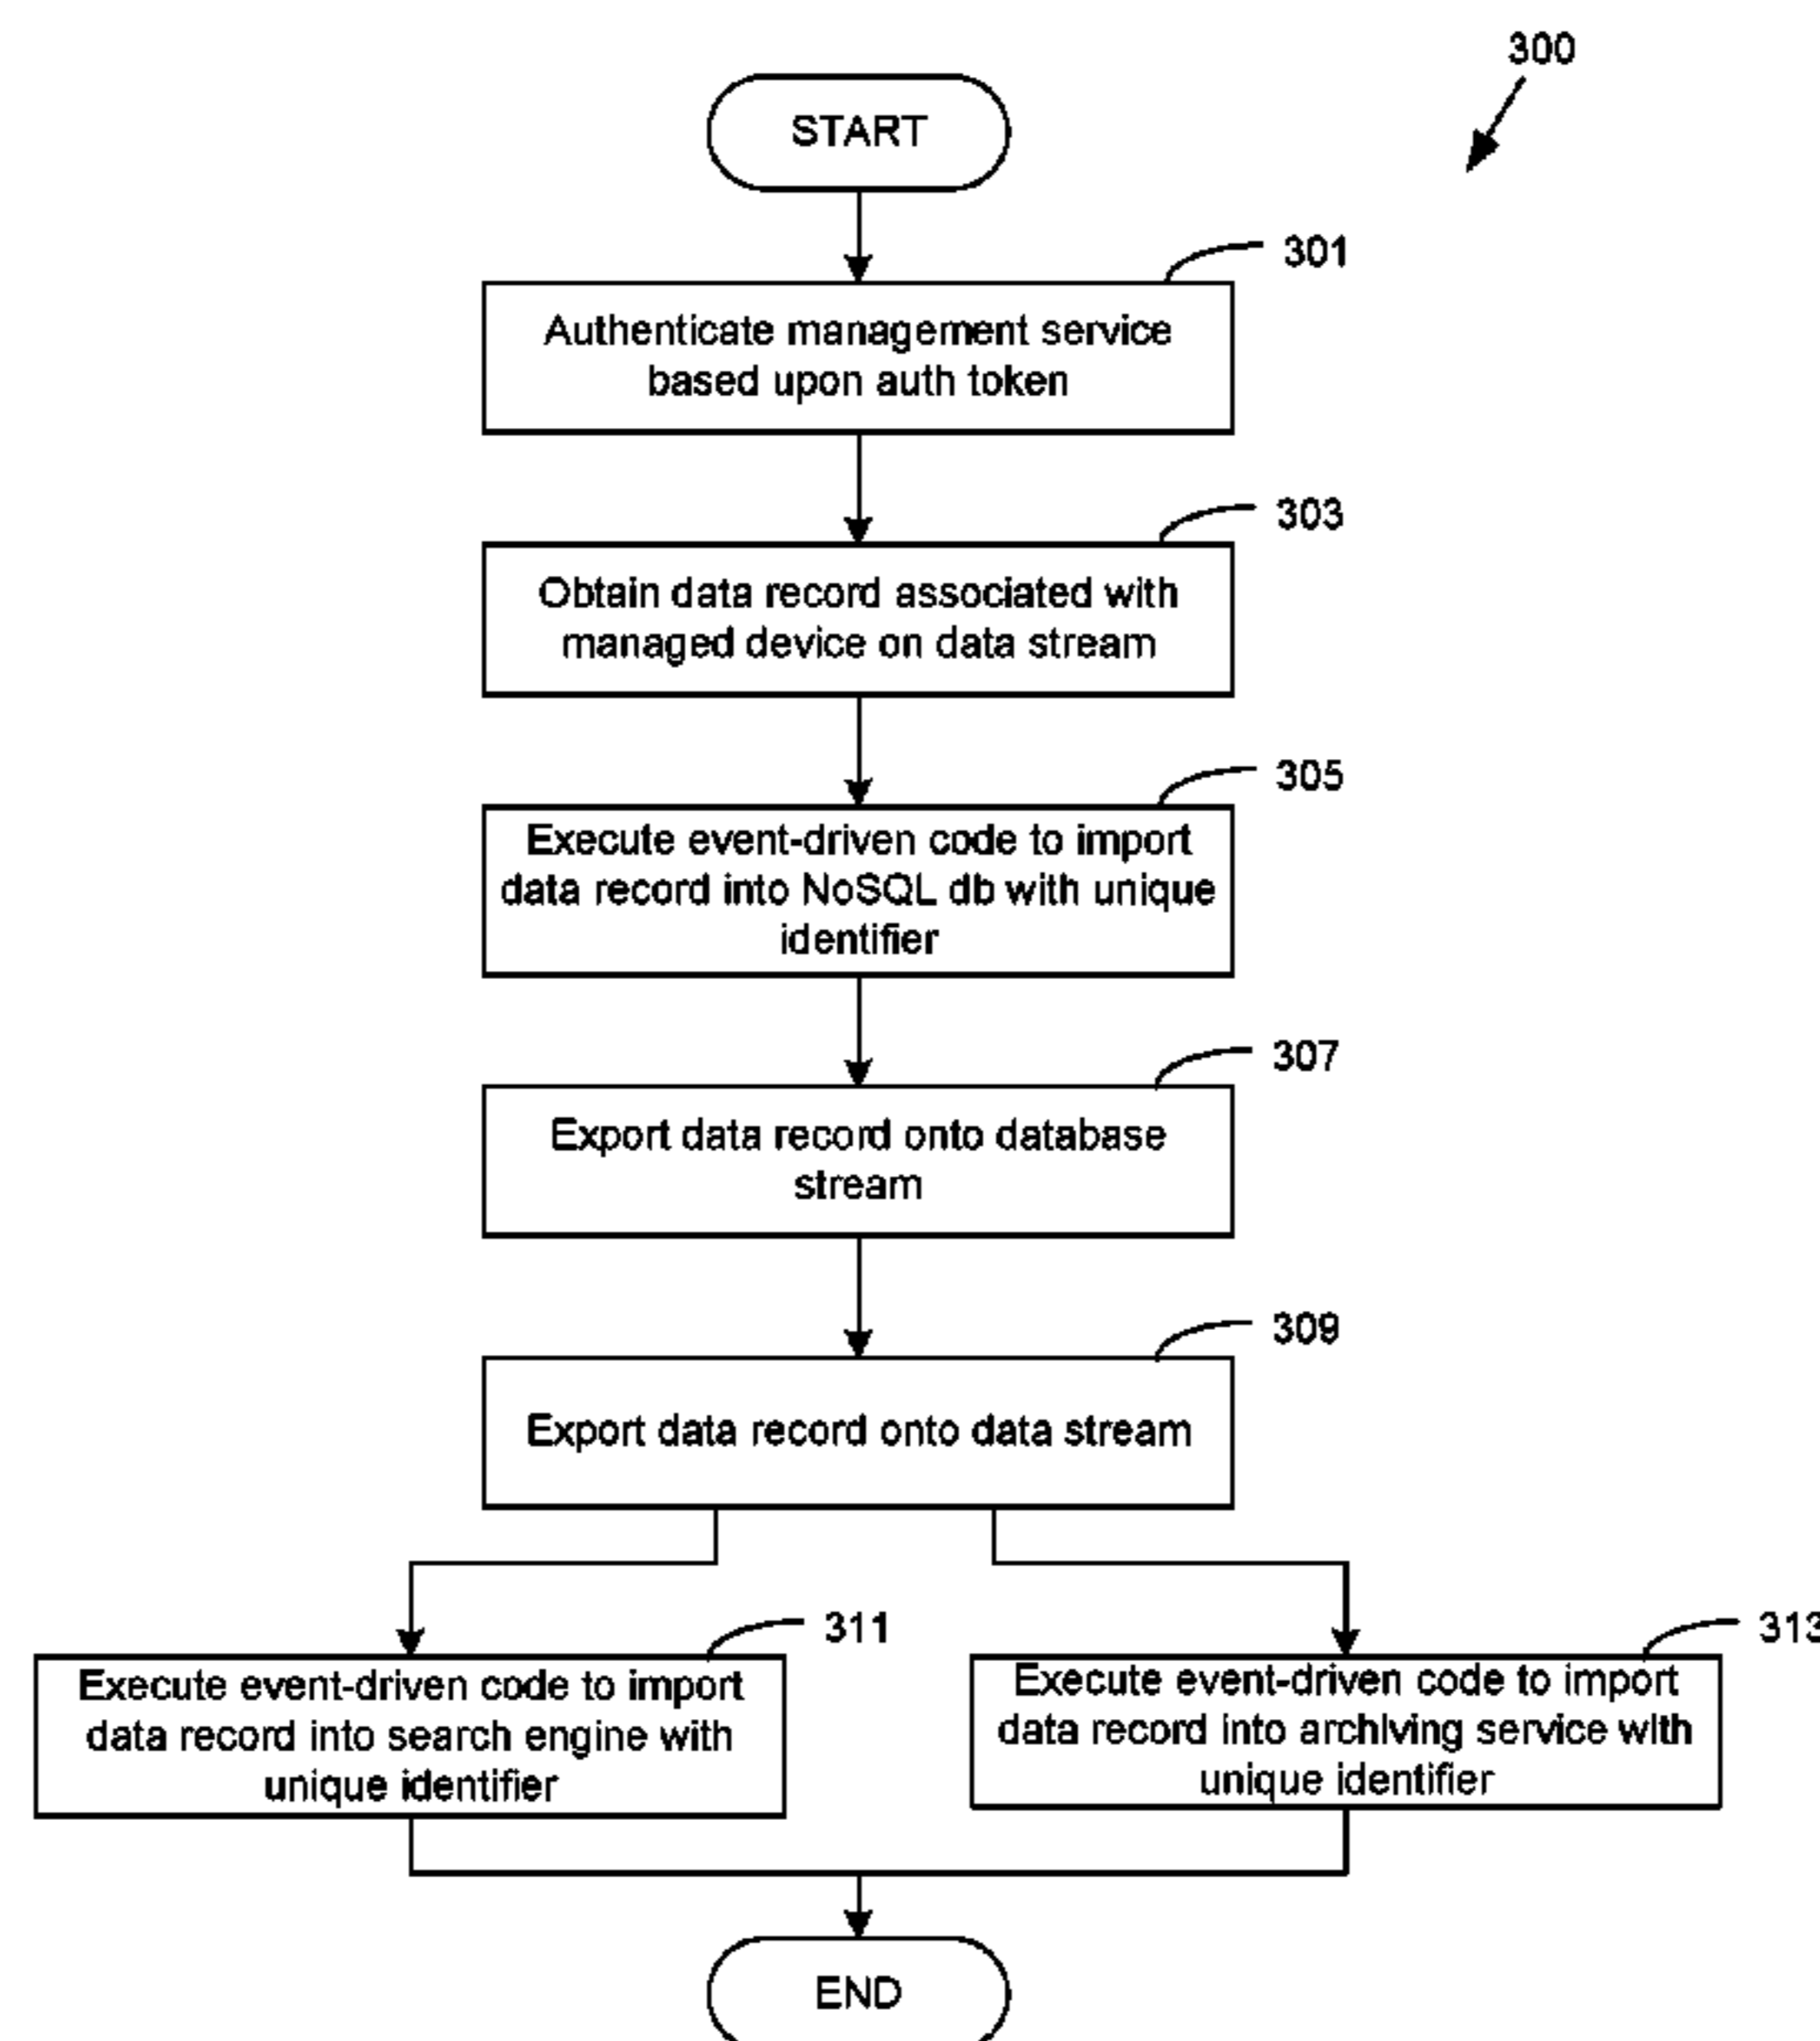 300
START
301
Authenticate management service
based upon auth token
303
Obtain data record associated with
managed device on data stream
305
Execute event-driven code to import
data record into NoSQL db with unique
identifier
307
Export data record onto database
stream
309
Export data record onto data stream
311
Execute event-driven code to import
data record into search engine with
unique identifier
313
Execute event-driven code to import
data record into archiving service with
unique identifier
END